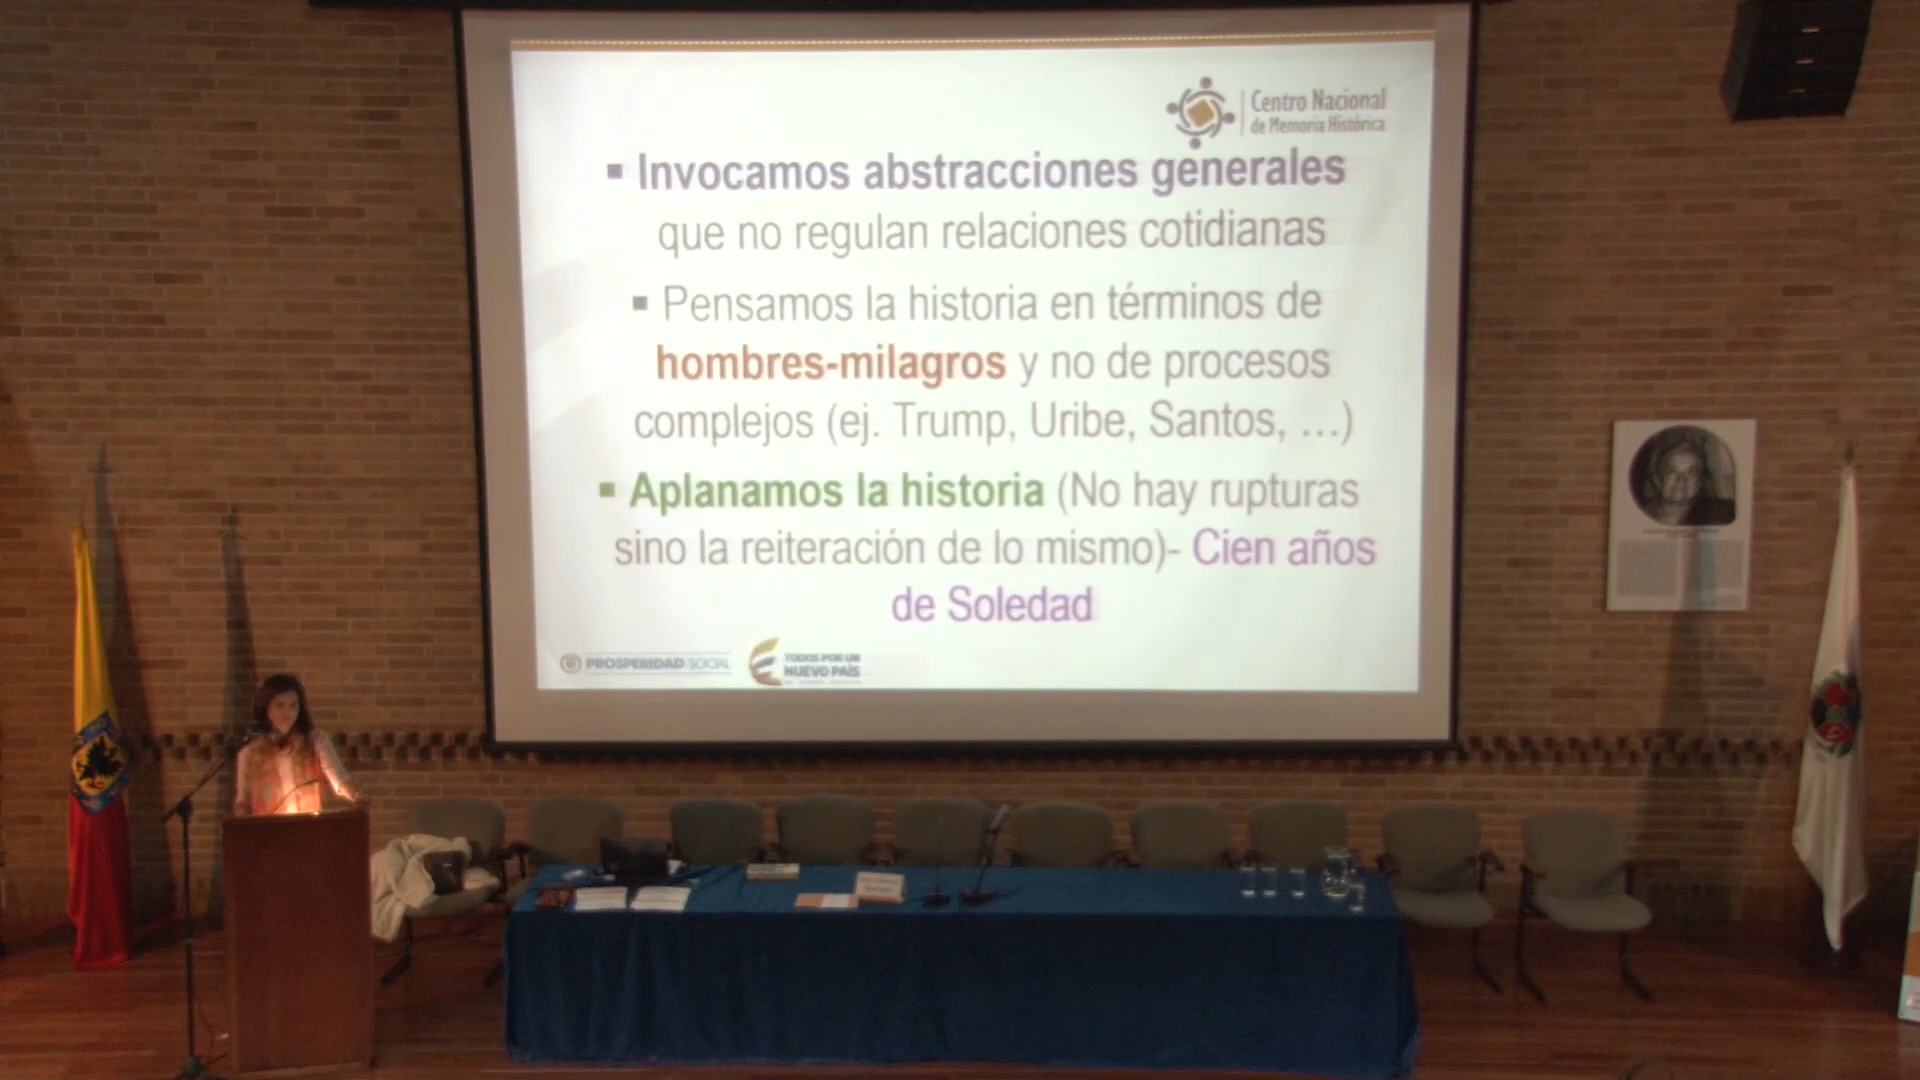 Centro Nacional
de Memoria Histórica
▪ Invocamos abstracciones generales
que no regulan relaciones cotidianas
▪ Pensamos la historia en términos de
hombres-milagros y no de procesos
complejos (ej. Trump, Uribe, Santos, ...)
▪ Aplanamos la historia (No hay rupturas
sino la reiteración de lo mismo)- Cien años
de Soledad
PROSPERIDAD SOCIAL
TODOS POR UN
NUEVO PAÍS